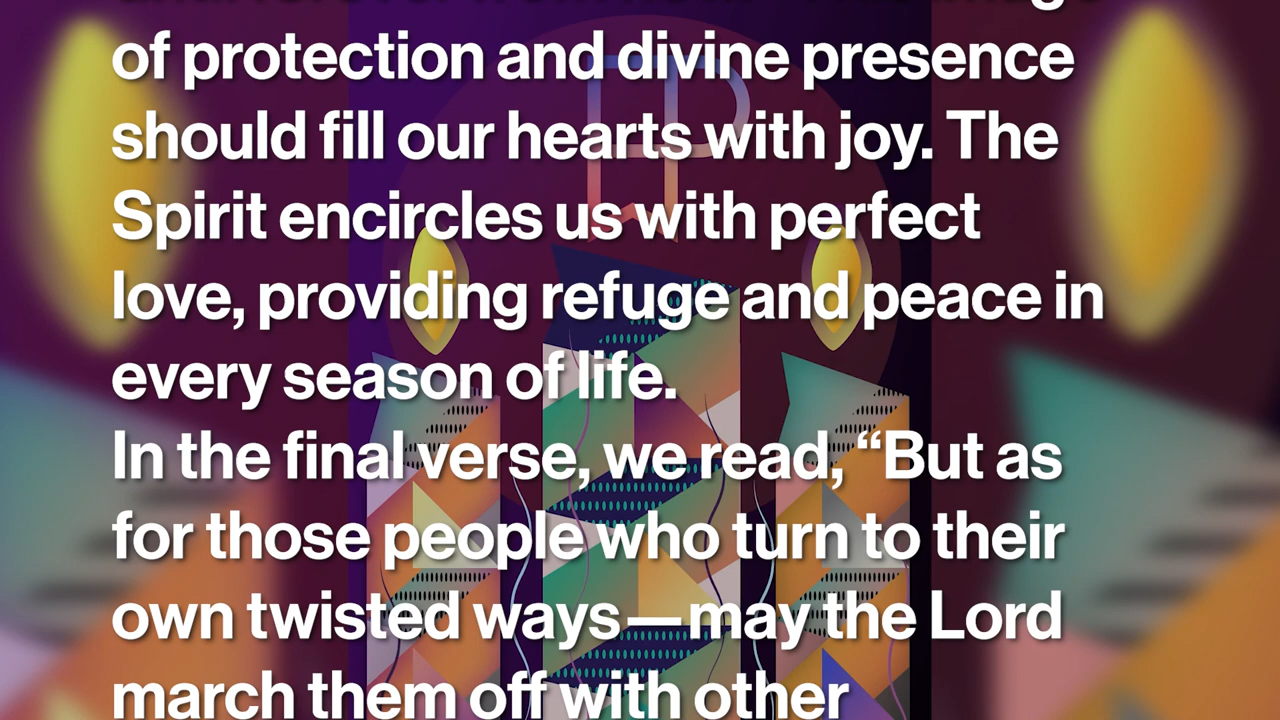 of protection and divine presence
should fill our hearts with joy. The
Spirit encircles us with perfect
love, providing refuge and peace in
every season of life.
In the final verse, we read, “But as
for those people who turn to their
own twisted ways—may the Lord
march them off with other